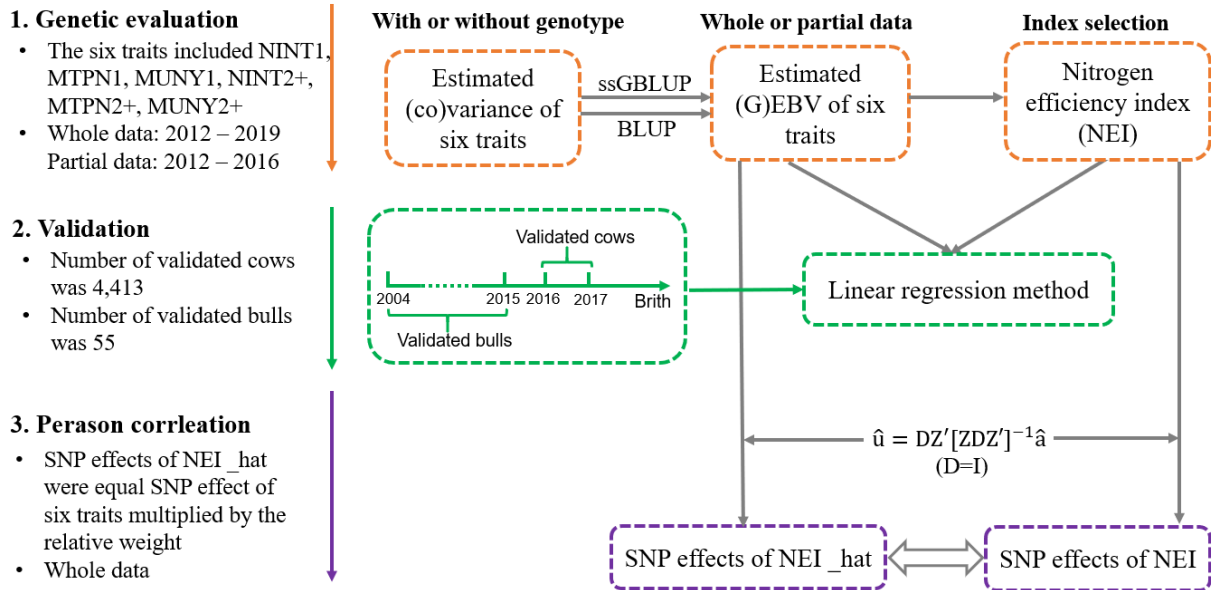 1. Genetic evaluation
• The six traits included NINT1,
MTPN1, MUNY1, NINT2+,
MTPN2+, MUNY2+
• Whole data: 2012 – 2019
Partial data: 2012 – 2016
With or without genotype
Whole or partial data
Index selection
Estimated
(co)variance of
six traits
ssGBLUP
BLUP
Estimated
(G)EBV of six
traits
Nitrogen
efficiency index
(NEI)
2. Validation
• Number of validated cows
was 4,413
• Number of validated bulls
was 55
Validated cows
2004
2015
2016
2017
Brith
Validated bulls
Linear regression method
3. Perason corrleation
• SNP effects of NEI _hat
were equal SNP effect of
six traits multiplied by the
relative weight
• Whole data
û = DZ′[ZDZ′]⁻¹â
(D=I)
SNP effects of NEI _hat
SNP effects of NEI